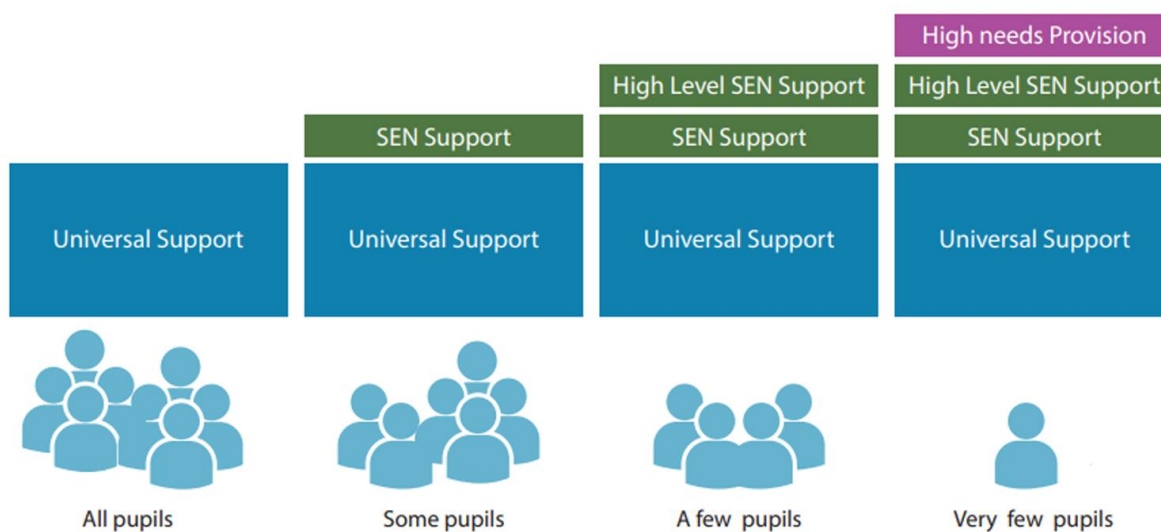 High needs Provision
High Level SEN Support
High Level SEN Support
SEN Support
SEN Support
SEN Support
Universal Support
Universal Support
Universal Support
Universal Support
All pupils
Some pupils
A few pupils
Very few pupils